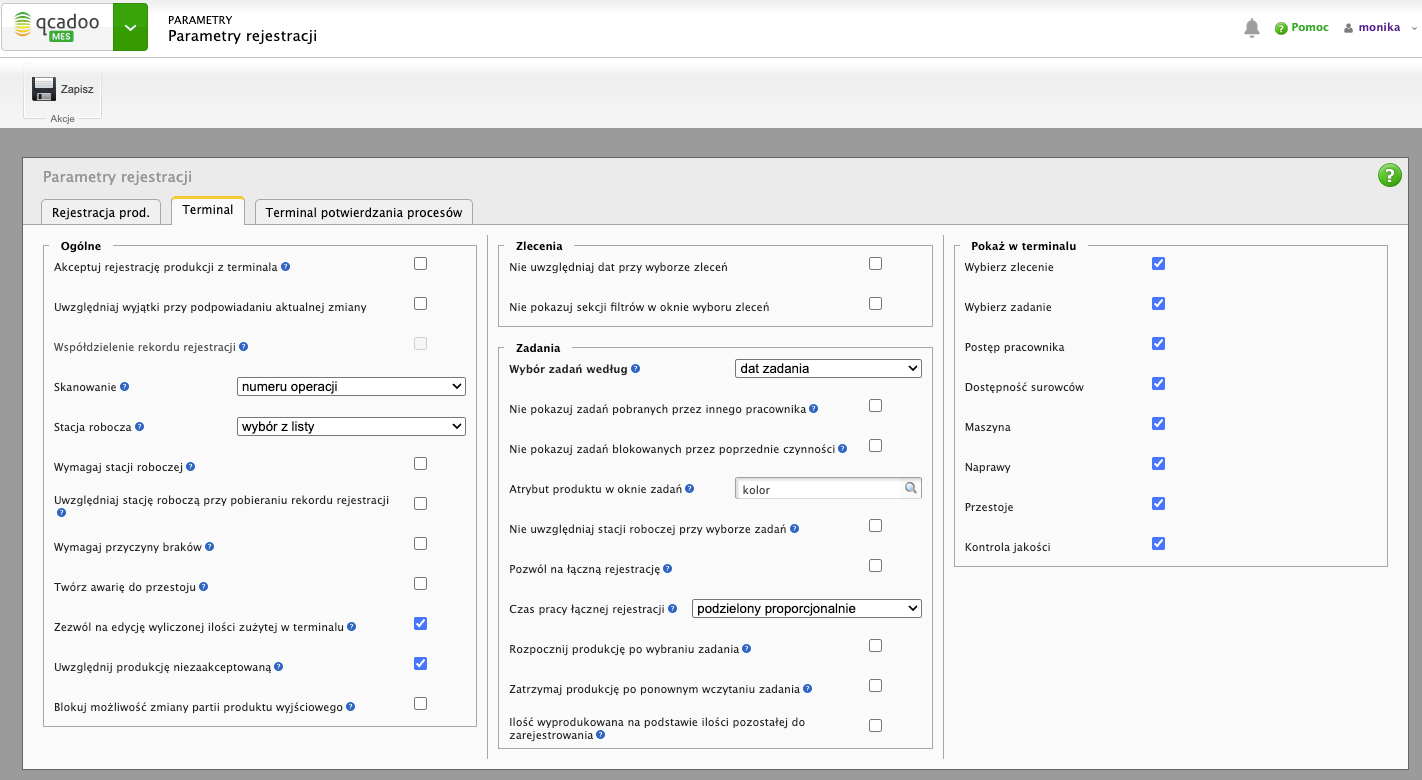 qcadoo
MES
PARAMETRY
Parametry rejestracji
Pomoc
monika
Zapisz
Akcje
Parametry rejestracji
Rejestracja prod.
Terminal
Terminal potwierdzania procesów
Ogólne
Akceptuj rejestrację produkcji z terminala
Uwzględniaj wyjątki przy podpowiadaniu aktualnej zmiany
Współdzielenie rekordu rejestracji
Skanowanie
numeru operacji
Stacja robocza
wybór z listy
Wymagaj stacji roboczej
Uwzględniaj stację roboczą przy pobieraniu rekordu rejestracji
Wymagaj przyczyny braków
Twórz awarię do przestoju
Zezwól na edycję wyliczonej ilości zużytej w terminalu
Uwzględnij produkcję niezaakceptowaną
Blokuj możliwość zmiany partii produktu wyjściowego
Zlecenia
Nie uwzględniaj dat przy wyborze zleceń
Nie pokazuj sekcji filtrów w oknie wyboru zleceń
Zadania
Wybór zadań według
dat zadania
Nie pokazuj zadań pobranych przez innego pracownika
Nie pokazuj zadań blokowanych przez poprzednie czynności
Atrybut produktu w oknie zadań
kolor
Nie uwzględniaj stacji roboczej przy wyborze zadań
Pozwól na łączną rejestrację
Czas pracy łącznej rejestracji
podzielony proporcjonalnie
Rozpocznij produkcję po wybraniu zadania
Zatrzymaj produkcję po ponownym wczytaniu zadania
Ilość wyprodukowana na podstawie ilości pozostałej do
zarejestrowania
Pokaż w terminalu
Wybierz zlecenie
Wybierz zadanie
Postęp pracownika
Dostępność surowców
Maszyna
Naprawy
Przestoje
Kontrola jakości